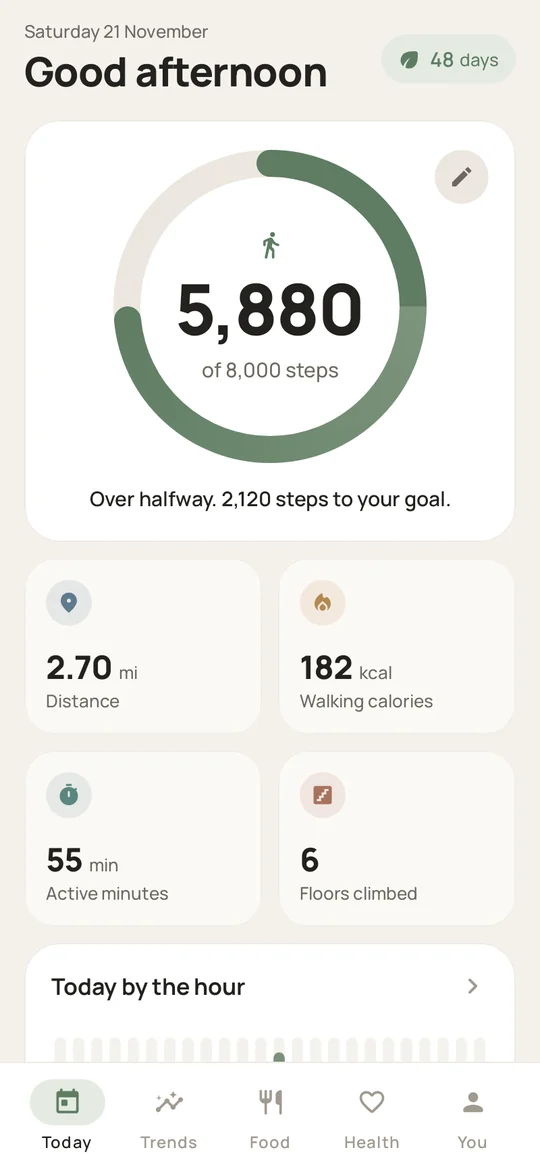 Saturday 21 November
Good afternoon
48 days
5,880
of 8,000 steps
Over halfway. 2,120 steps to your goal.
2.70 mi
Distance
182 kcal
Walking calories
55 min
Active minutes
6
Floors climbed
Today by the hour
Today
Trends
Food
Health
You